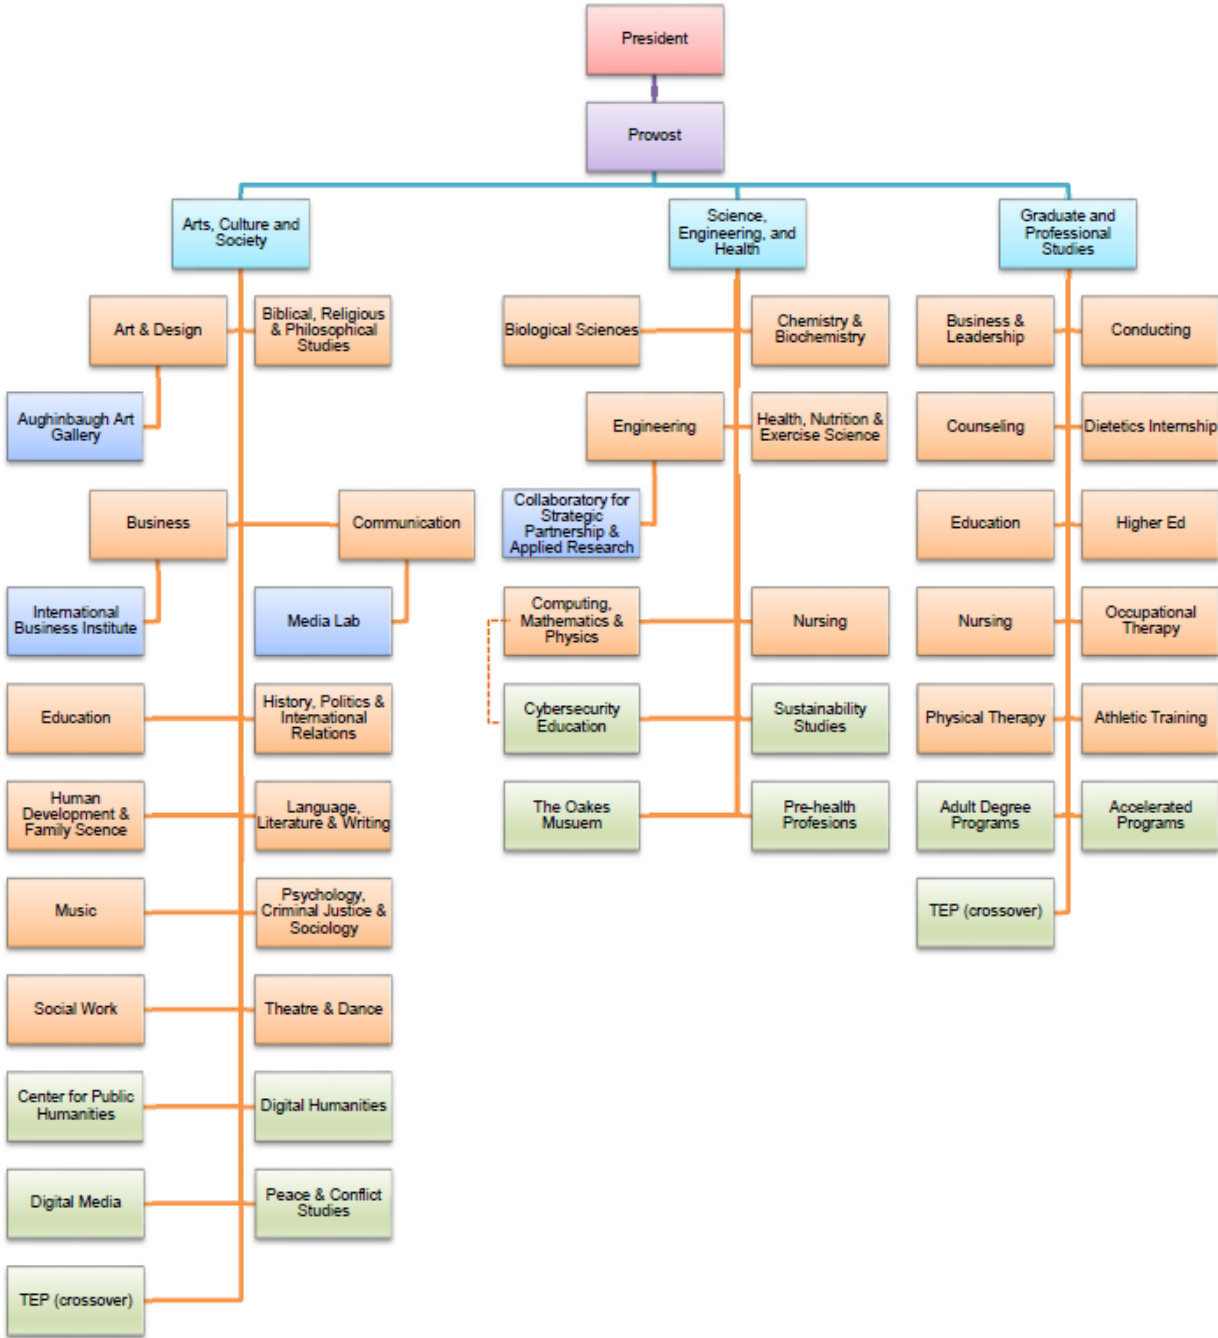 President
Provost
Arts, Culture and
Society
Science,
Engineering, and
Health
Graduate and
Professional
Studies
Art & Design
Biblical, Religious
& Philosophical
Studies
Biological Sciences
Chemistry &
Biochemistry
Business &
Leadership
Conducting
Aughinbaugh Art
Gallery
Engineering
Health, Nutrition &
Exercise Science
Counseling
Dietetics Internship
Business
Communication
Collaboratory for
Strategic
Partnership &
Applied Research
Education
Higher Ed
International
Business Institute
Media Lab
Computing,
Mathematics &
Physics
Nursing
Nursing
Occupational
Therapy
Education
History, Politics &
International
Relations
Cybersecurity
Education
Sustainability
Studies
Physical Therapy
Athletic Training
Human
Development &
Family Scence
Language,
Literature & Writing
The Oakes
Musuem
Pre-health
Profesions
Adult Degree
Programs
Accelerated
Programs
Music
Psychology,
Criminal Justice &
Sociology
TEP (crossover)
Social Work
Theatre & Dance
Center for Public
Humanities
Digital Humanities
Digital Media
Peace & Conflict
Studies
TEP (crossover)